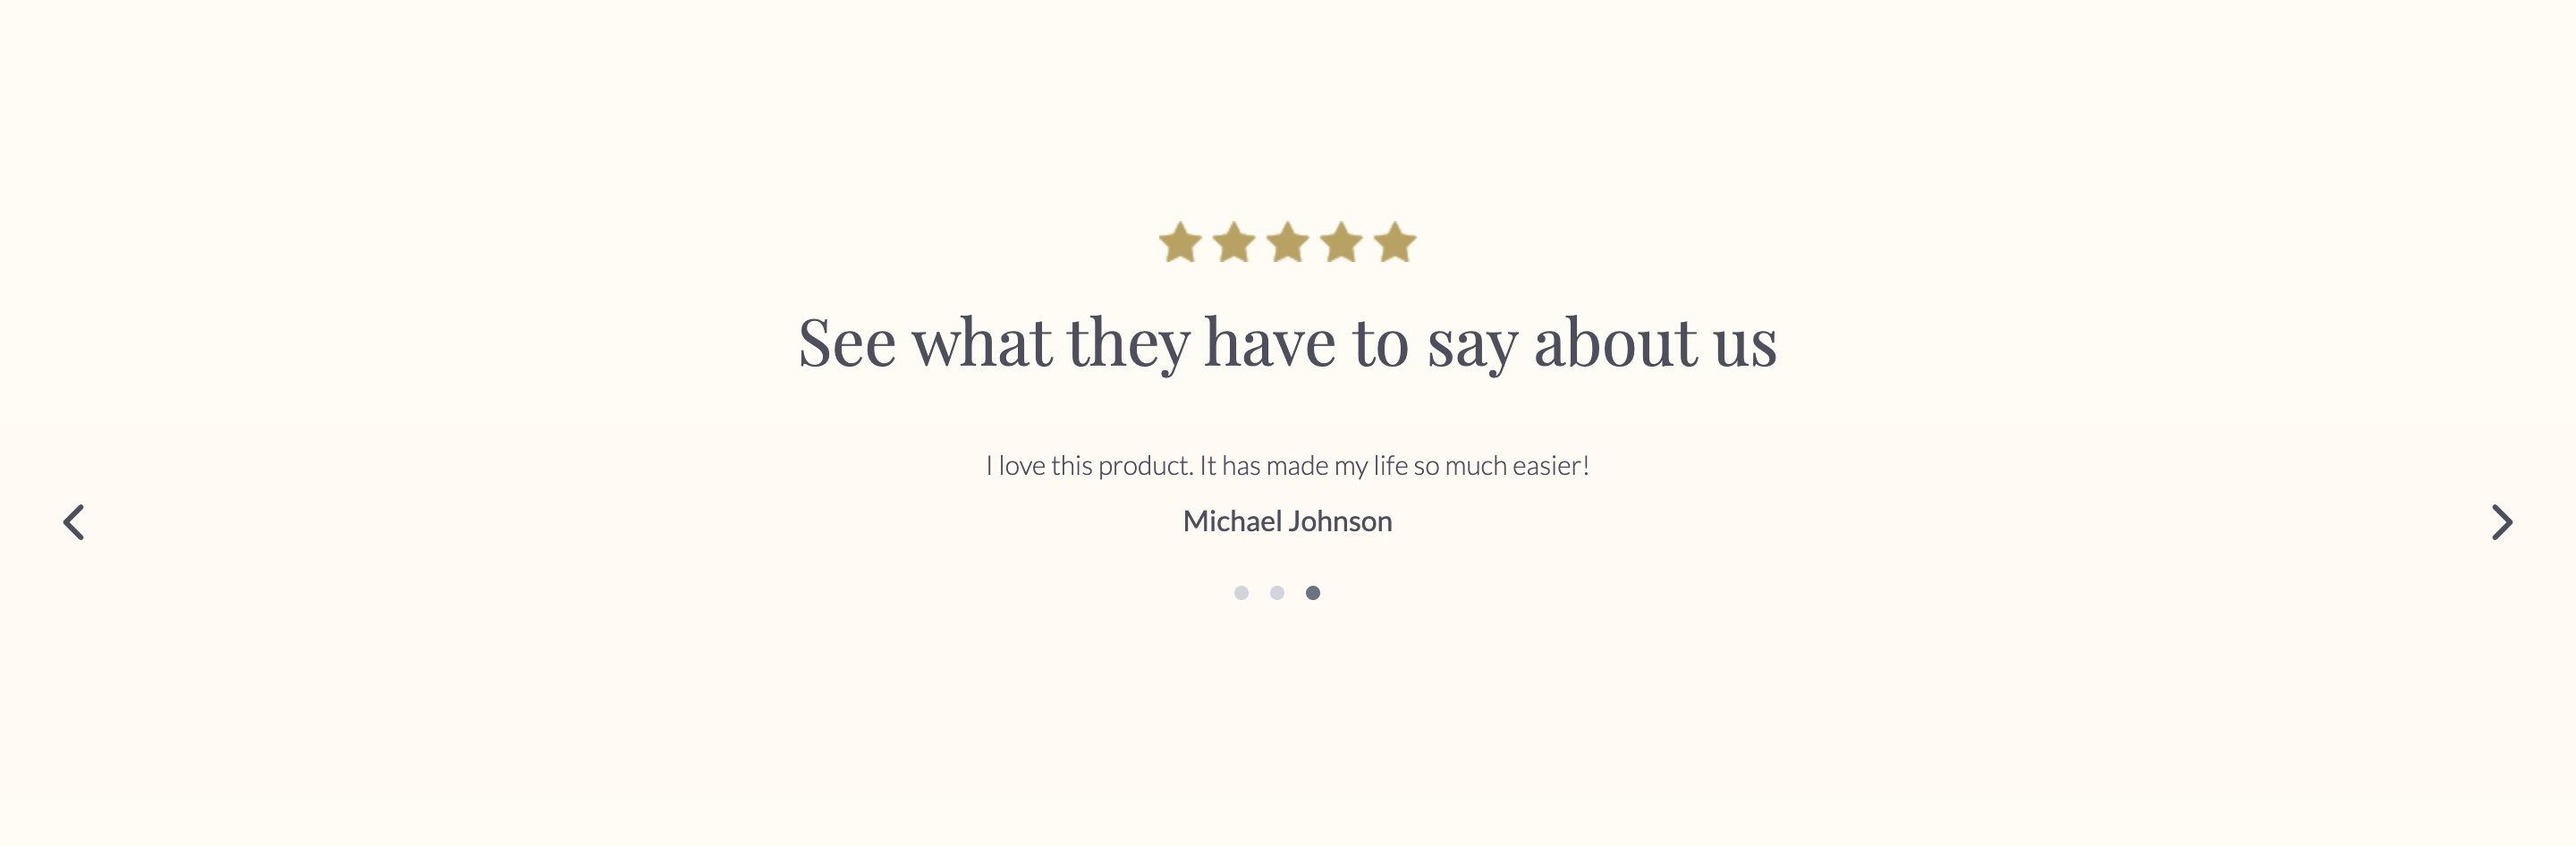 See what they have to say about us
I love this product. It has made my life so much easier!
Michael Johnson